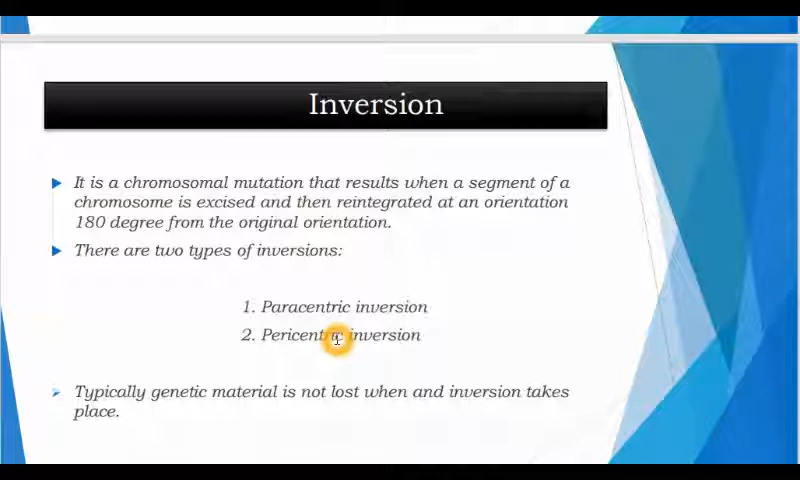 Inversion
It is a chromosomal mutation that results when a segment of a
chromosome is excised and then reintegrated at an orientation
180 degree from the original orientation.
There are two types of inversions:
1. Paracentric inversion
2. Pericentric inversion
Typically genetic material is not lost when and inversion takes
place.